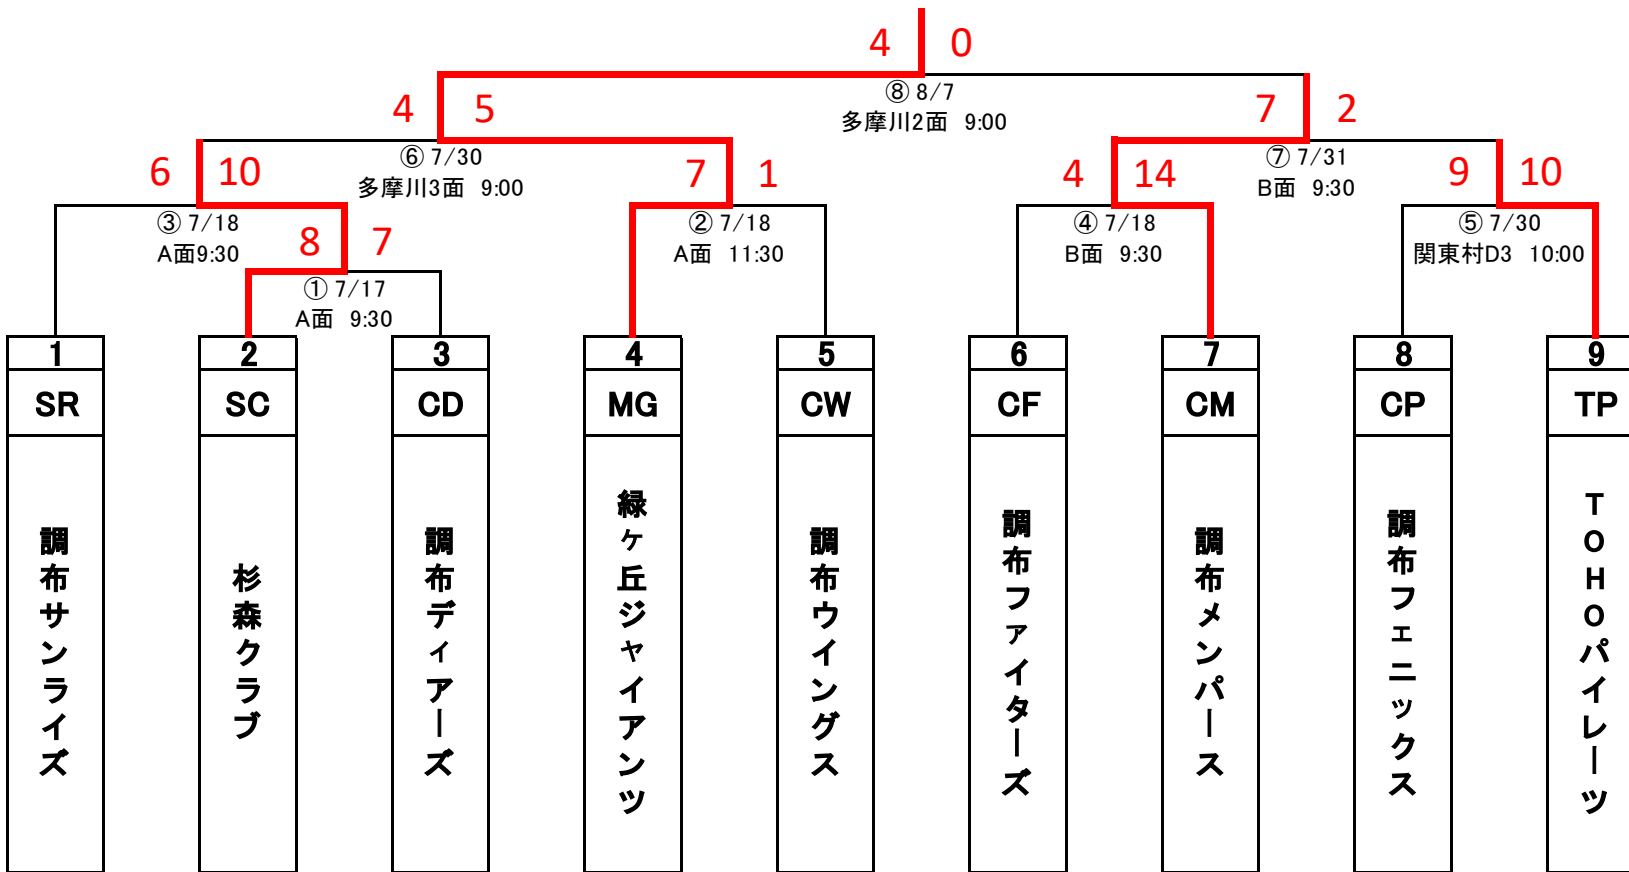 4 0
⑧ 8/7
多摩川2面 9:00
4 5
7 2
⑥ 7/30
多摩川3面 9:00
⑦ 7/31
B面 9:30
6 10
7 1
4 14
9 10
③ 7/18
A面9:30
② 7/18
A面 11:30
④ 7/18
B面 9:30
⑤ 7/30
関東村D3 10:00
8 7
① 7/17
A面 9:30
1 2 3 4 5 6 7 8 9
SR SC CD MG CW CF CM CP TP
調布サンライズ
杉森クラブ
調布ディアーズ
緑ヶ丘ジャイアンツ
調布ウイングス
調布ファイターズ
調布メンパース
調布フェニックス
TOHOパイレーツ